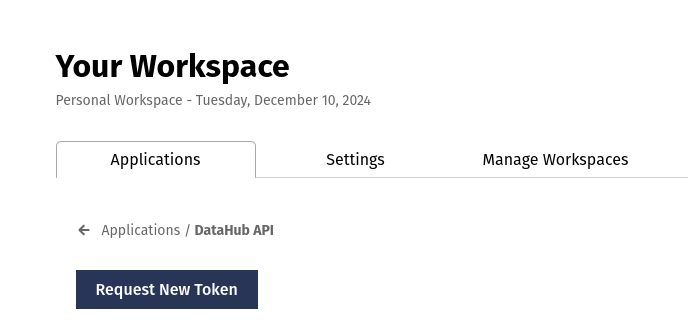 Your Workspace
Personal Workspace - Tuesday, December 10, 2024
Applications Settings Manage Workspaces
← Applications / DataHub API
Request New Token